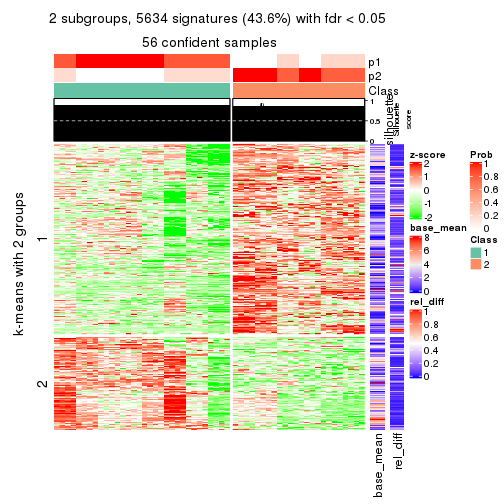 2 subgroups, 5634 signatures (43.6%) with fdr < 0.05
56 confident samples
p1
p2
Class
silhouette
Silhouette
score
1
0.5
0
k-means with 2 groups
1
2
base_mean
rel_diff
z-score
2
1
0
-1
-2
base_mean
8
6
4
2
0
rel_diff
1
0.8
0.6
0.4
0.2
0
Prob
1
0.8
0.6
0.4
0.2
0
Class
1
2